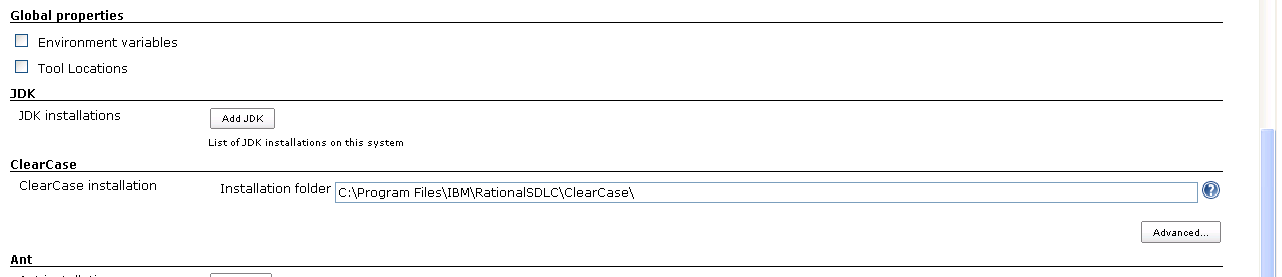 Global properties
Environment variables
Tool Locations
JDK
JDK installations Add JDK
List of JDK installations on this system
ClearCase
ClearCase installation Installation folder C:\Program Files\IBM\RationalSDLC\ClearCase\ ?
Advanced...
Ant